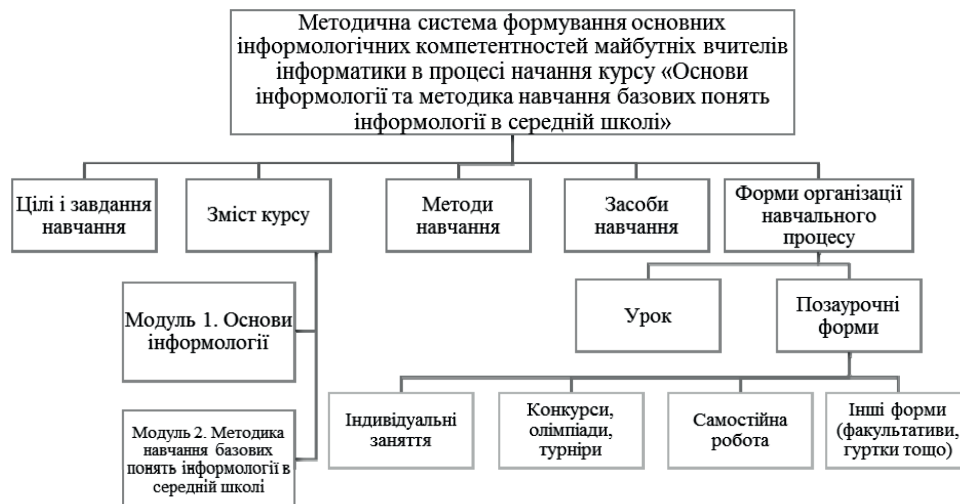 Методична система формування основних
інформологічних компетентностей майбутніх вчителів
інформатики в процесі начання курсу «Основи
інформології та методика навчання базових понять
інформології в середній школі»
Цілі і завдання
навчання
Зміст курсу
Методи
навчання
Засоби
навчання
Форми організації
навчального
процесу
Урок
Позаурочні
форми
Модуль 1. Основи
інформології
Модуль 2. Методика
навчання базових
понять інформології в
середній школі
Індивідуальні
заняття
Конкурси,
олімпіади,
турніри
Самостійна
робота
Інші форми
(факультативи,
гуртки тощо)